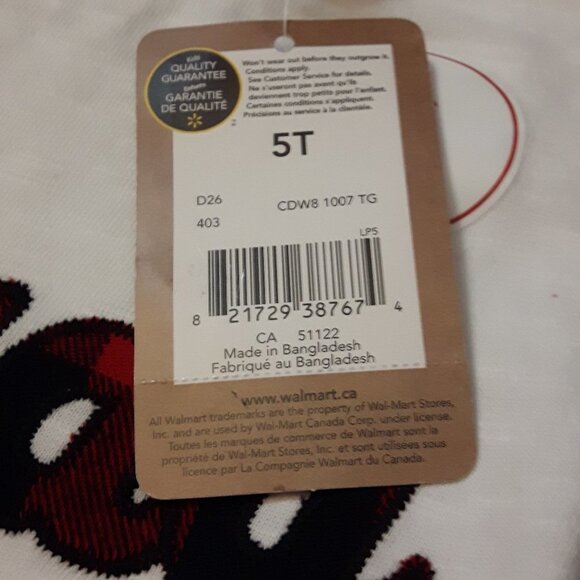 Kids
QUALITY
GUARANTEE
Enfants
GARANTIE
DE QUALITÉ
Won't wear out before they outgrow it.
Conditions apply.
See Customer Service for details.
Ne s'useront pas avant qu'ils
deviennent trop petits pour l'enfant.
Certaines conditions s'appliquent.
Précisions au service à la clientèle.
5T
D26
CDW8 1007 TG
403
LP5
8 21729 38767 4
CA 51122
Made in Bangladesh
Fabriqué au Bangladesh
www.walmart.ca
All Walmart trademarks are the property of Wal-Mart Stores,
Inc. and are used by Wal-Mart Canada Corp. under license.
Toutes les marques de commerce de Walmart sont la
propriété de Wal-Mart Stores, Inc. et sont utilisées sous
licence par La Compagnie Walmart du Canada.